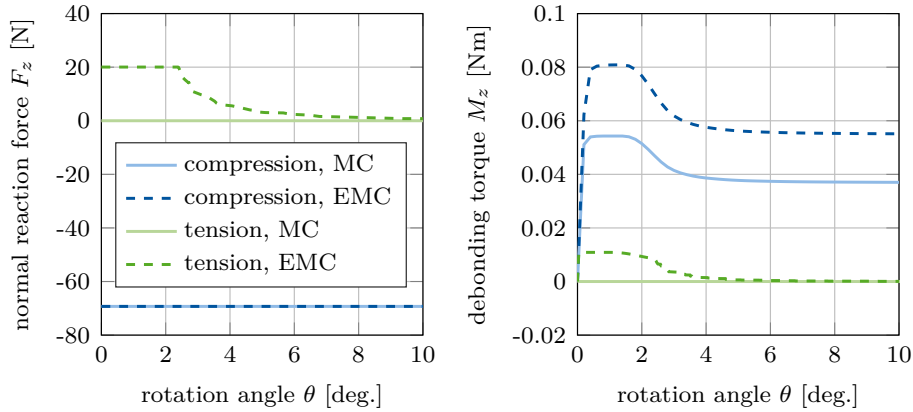 normal reaction force F_z [N]
40
20
0
-20
-40
-60
-80
compression, MC
compression, EMC
tension, MC
tension, EMC
0 2 4 6 8 10
rotation angle θ [deg.]
debonding torque M_z [Nm]
0.1
0.08
0.06
0.04
0.02
0
-0.02
0 2 4 6 8 10
rotation angle θ [deg.]